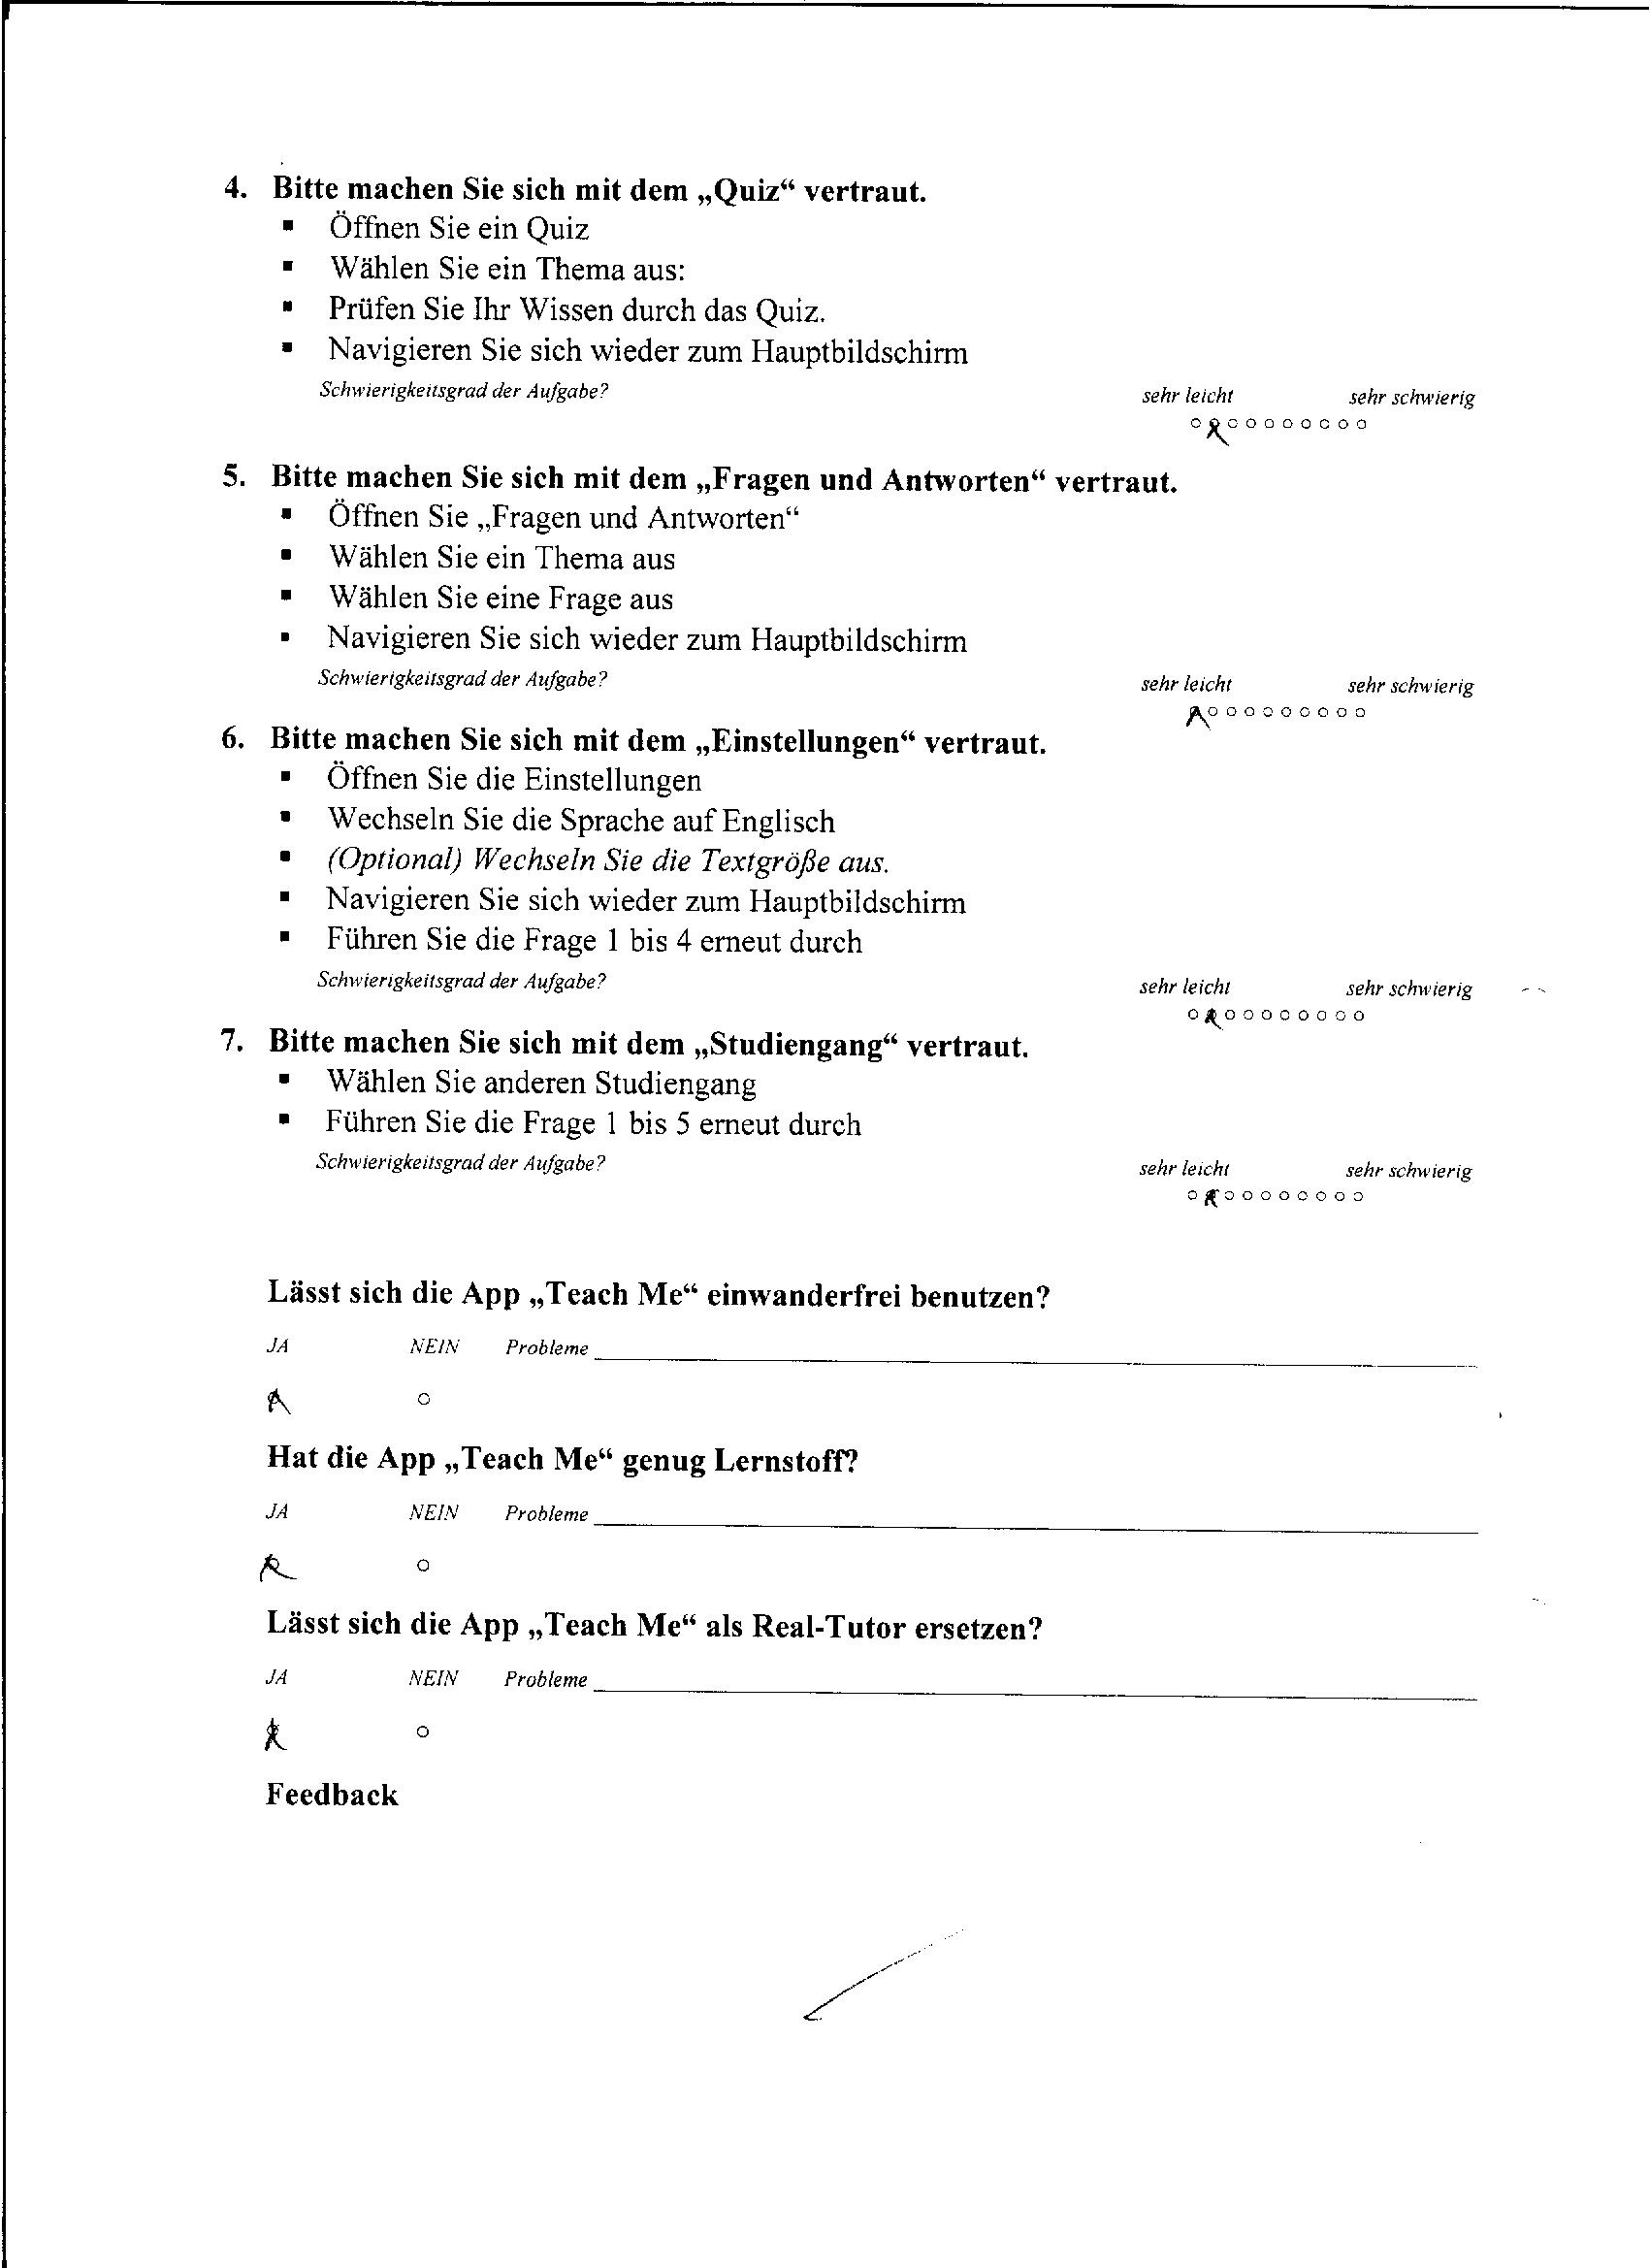 4. Bitte machen Sie sich mit dem „Quiz“ vertraut.
▪ Öffnen Sie ein Quiz
▪ Wählen Sie ein Thema aus:
▪ Prüfen Sie Ihr Wissen durch das Quiz.
▪ Navigieren Sie sich wieder zum Hauptbildschirm
Schwierigkeitsgrad der Aufgabe? sehr leicht sehr schwierig
5. Bitte machen Sie sich mit dem „Fragen und Antworten“ vertraut.
▪ Öffnen Sie „Fragen und Antworten“
▪ Wählen Sie ein Thema aus
▪ Wählen Sie eine Frage aus
▪ Navigieren Sie sich wieder zum Hauptbildschirm
Schwierigkeitsgrad der Aufgabe? sehr leicht sehr schwierig
6. Bitte machen Sie sich mit dem „Einstellungen“ vertraut.
▪ Öffnen Sie die Einstellungen
▪ Wechseln Sie die Sprache auf Englisch
▪ (Optional) Wechseln Sie die Textgröße aus.
▪ Navigieren Sie sich wieder zum Hauptbildschirm
▪ Führen Sie die Frage 1 bis 4 erneut durch
Schwierigkeitsgrad der Aufgabe? sehr leicht sehr schwierig
7. Bitte machen Sie sich mit dem „Studiengang“ vertraut.
▪ Wählen Sie anderen Studiengang
▪ Führen Sie die Frage 1 bis 5 erneut durch
Schwierigkeitsgrad der Aufgabe? sehr leicht sehr schwierig
Lässt sich die App „Teach Me“ einwanderfrei benutzen?
JA NEIN Probleme
Hat die App „Teach Me“ genug Lernstoff?
JA NEIN Probleme
Lässt sich die App „Teach Me“ als Real-Tutor ersetzen?
JA NEIN Probleme
Feedback